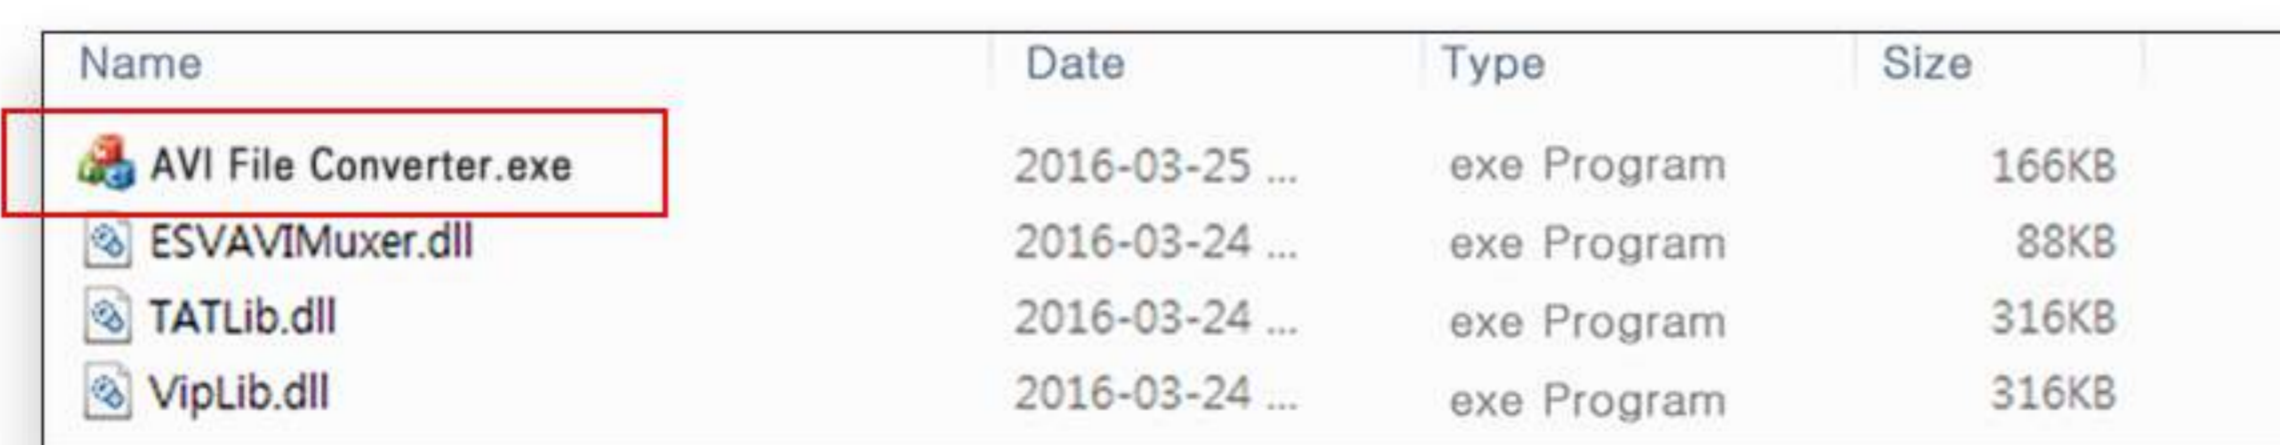 Name Date Type Size
AVI File Converter.exe 2016-03-25 ... exe Program 166KB
ESVAVIMuxer.dll 2016-03-24 ... exe Program 88KB
TATLib.dll 2016-03-24 ... exe Program 316KB
VipLib.dll 2016-03-24 ... exe Program 316KB